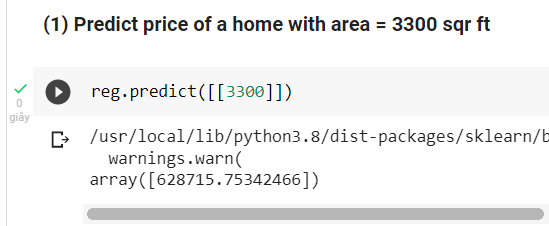 (1) Predict price of a home with area = 3300 sqr ft
0
giây
reg.predict([[3300]])
/usr/local/lib/python3.8/dist-packages/sklearn/b
warnings.warn(
array([628715.75342466])